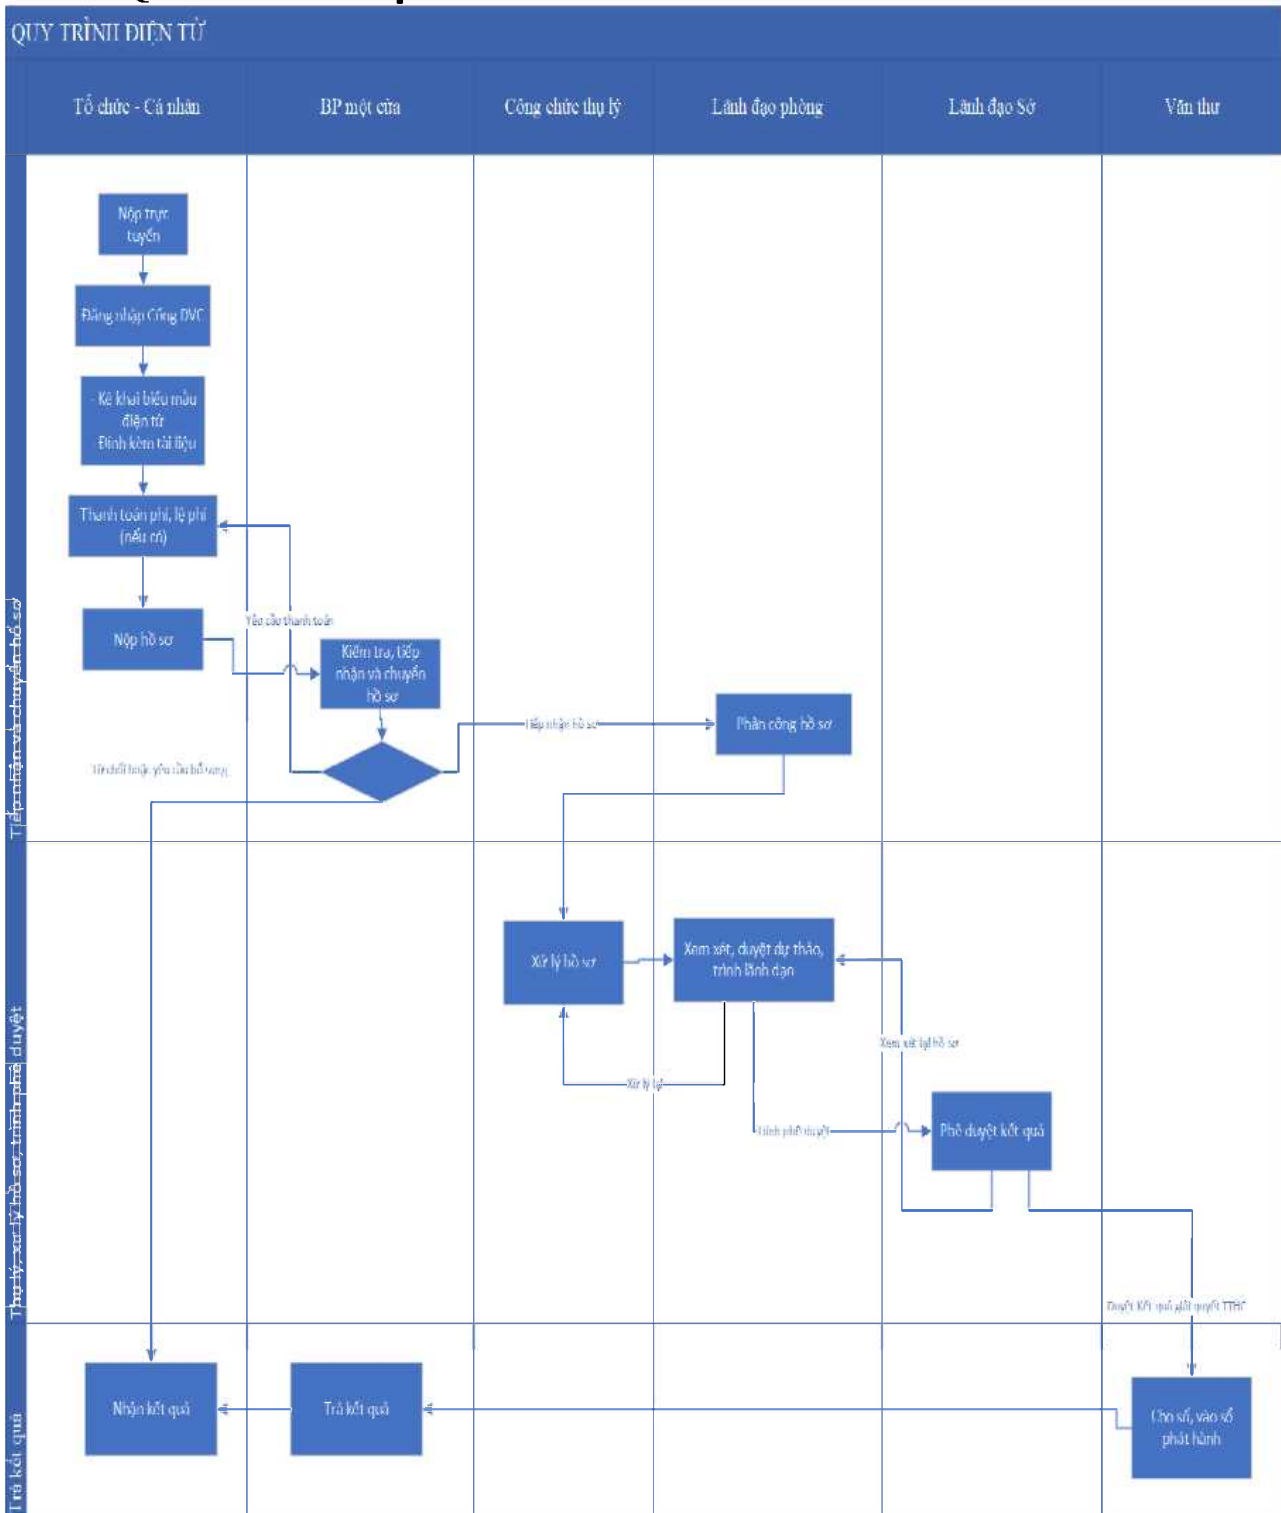 QUY TRÌNH ĐIỆN TỬ
Tổ chức - Cá nhân
BP một cửa
Công chức thụ lý
Lãnh đạo phòng
Lãnh đạo Sở
Văn thư
Tiếp nhận và chuyển hồ sơ
Nộp trực
tuyến
Đăng nhập Cổng DVC
- Kê khai biểu mẫu
điện tử
- Đính kèm tài liệu
Thanh toán phí, lệ phí
(nếu có)
Yêu cầu thanh toán
Nộp hồ sơ
Kiểm tra, tiếp
nhận và chuyển
hồ sơ
Tiếp nhận hồ sơ
Phân công hồ sơ
Từ chối hoặc yêu cầu bổ sung
Thụ lý, xử lý hồ sơ, trình phê duyệt
Xử lý hồ sơ
Xem xét, duyệt dự thảo,
trình lãnh đạo
Xem xét lại hồ sơ
Xử lý lại
Trình phê duyệt
Phê duyệt kết quả
Duyệt Kết quả giải quyết TTHC
Trả kết quả
Nhận kết quả
Trả kết quả
Cho số, vào sổ
phát hành